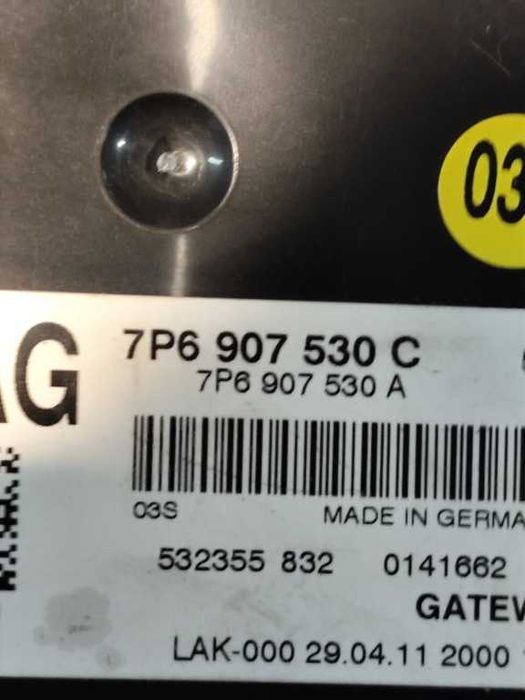 03
AG
7P6 907 530 C
7P6 907 530 A
03S
MADE IN GERMA
532355 832 0141662
GATEW
LAK-000 29.04.11 2000